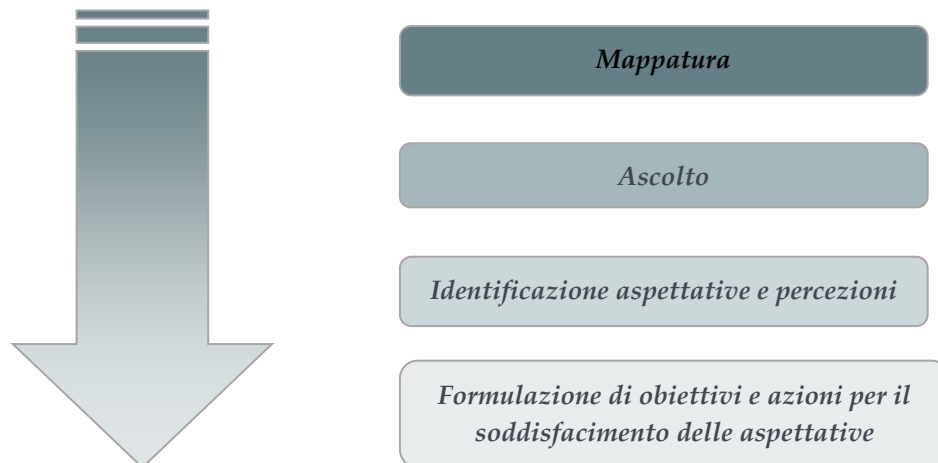 Mappatura
Ascolto
Identificazione aspettative e percezioni
Formulazione di obiettivi e azioni per il
soddisfacimento delle aspettative